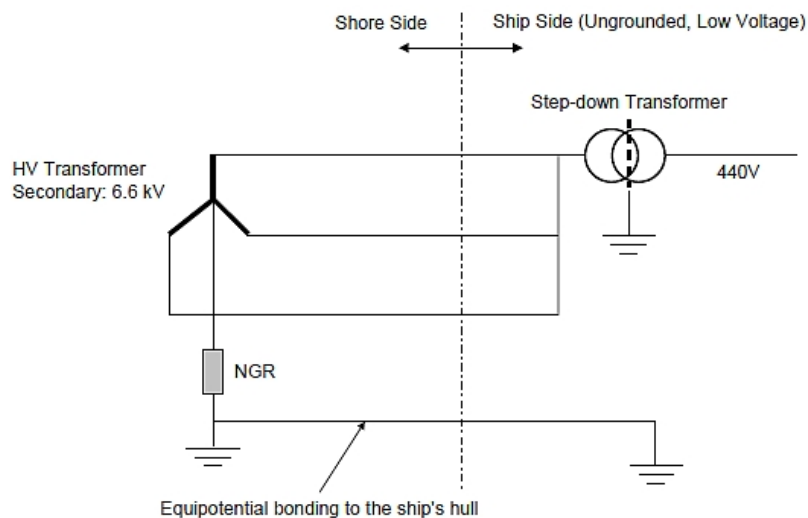 Shore Side
Ship Side (Ungrounded, Low Voltage)
Step-down Transformer
HV Transformer
Secondary: 6.6 kV
440V
NGR
Equipotential bonding to the ship's hull